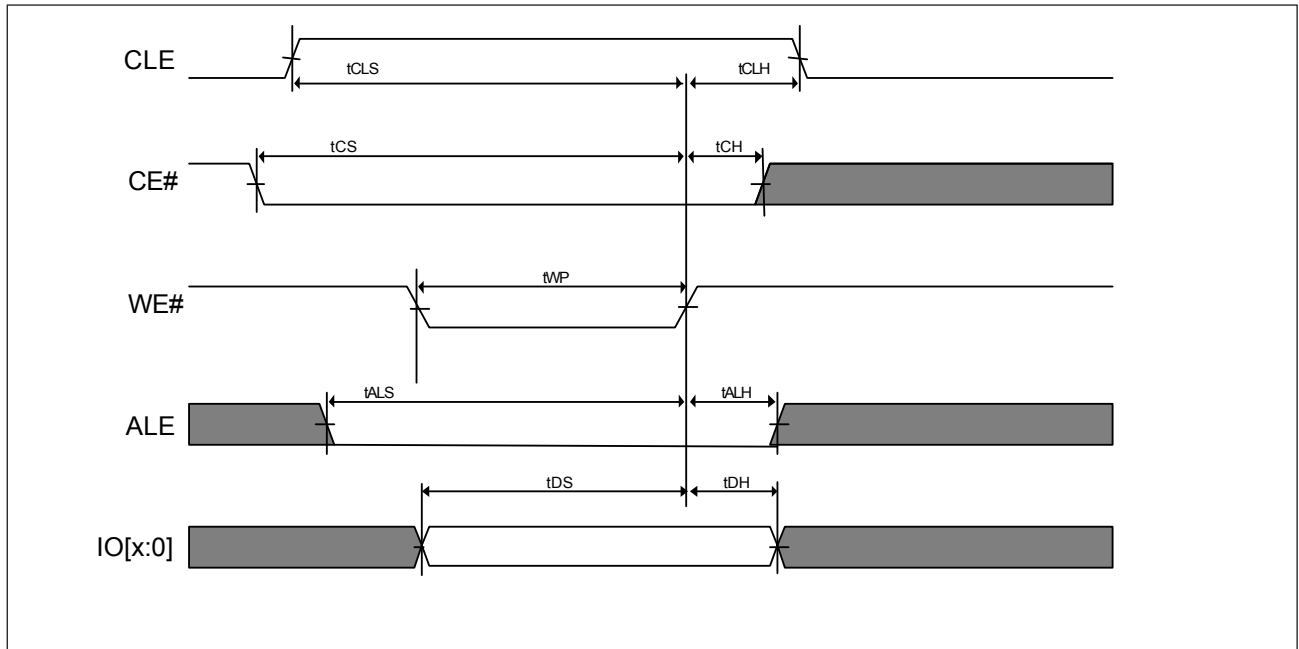 CLE
tCLS
tCLH
CE#
tCS
tCH
WE#
tWP
ALE
tALS
tALH
IO[x:0]
tDS
tDH